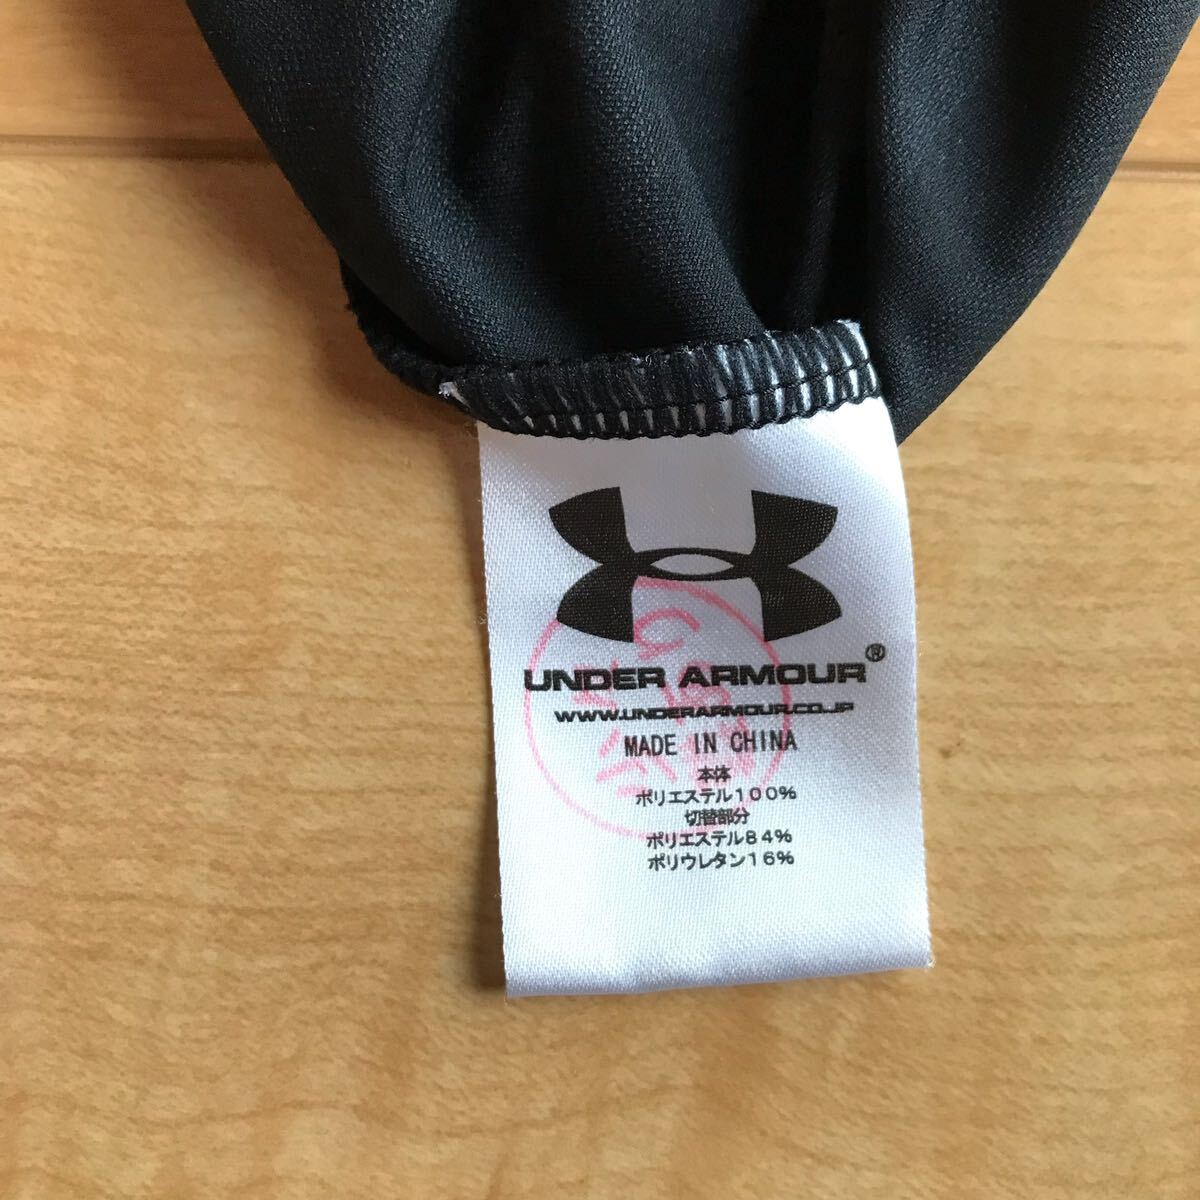 UNDER ARMOUR®
WWW.UNDERARMOUR.CO.JP
MADE IN CHINA
本体
ポリエステル100%
切替部分
ポリエステル84%
ポリウレタン16%